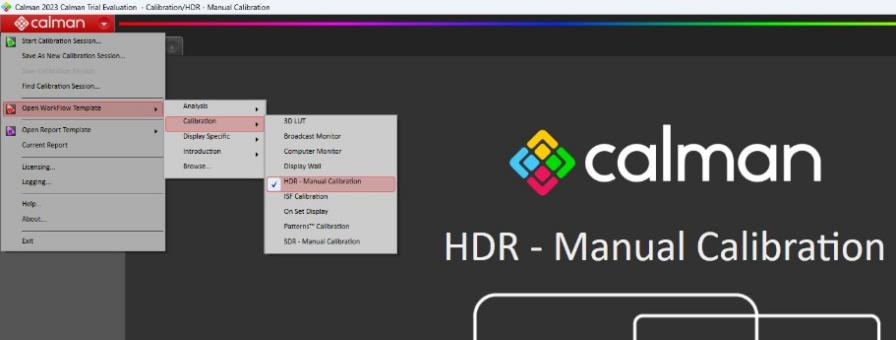 Calman 2023 Calman Trial Evaluation - Calibration/HDR - Manual Calibration
calman
Start Calibration Session...
Save As New Calibration Session...
Save Calibration Session
Find Calibration Session...
Open Workflow Template
Open Report Template
Current Report
Licensing...
Logging...
Help...
About...
Exit
Analysis
Calibration
Display Specific
Introduction
Browse...
3D LUT
Broadcast Monitor
Computer Monitor
Display Wall
HDR - Manual Calibration
ISF Calibration
On Set Display
Patterns™ Calibration
SDR - Manual Calibration
calman
HDR - Manual Calibration